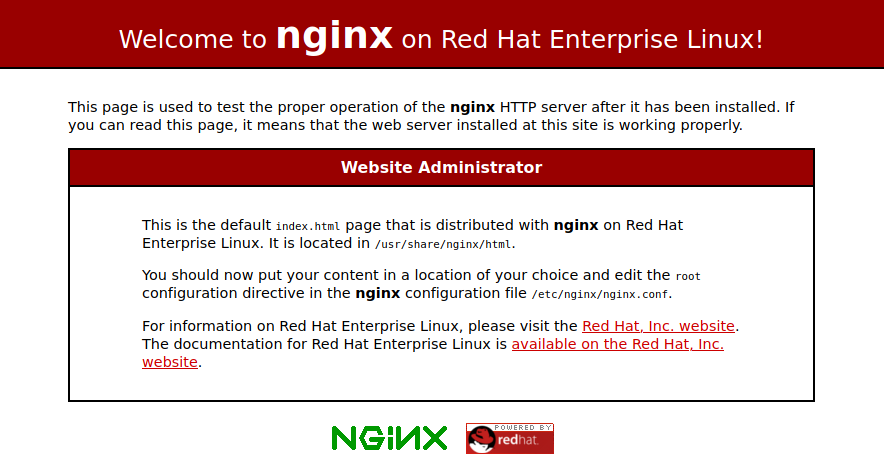 Welcome to nginx on Red Hat Enterprise Linux!
This page is used to test the proper operation of the nginx HTTP server after it has been installed. If
you can read this page, it means that the web server installed at this site is working properly.
Website Administrator
This is the default index.html page that is distributed with nginx on Red Hat
Enterprise Linux. It is located in /usr/share/nginx/html.
You should now put your content in a location of your choice and edit the root
configuration directive in the nginx configuration file /etc/nginx/nginx.conf.
For information on Red Hat Enterprise Linux, please visit the Red Hat, Inc. website.
The documentation for Red Hat Enterprise Linux is available on the Red Hat, Inc.
website.
NGiNX
POWERED BY
redhat.